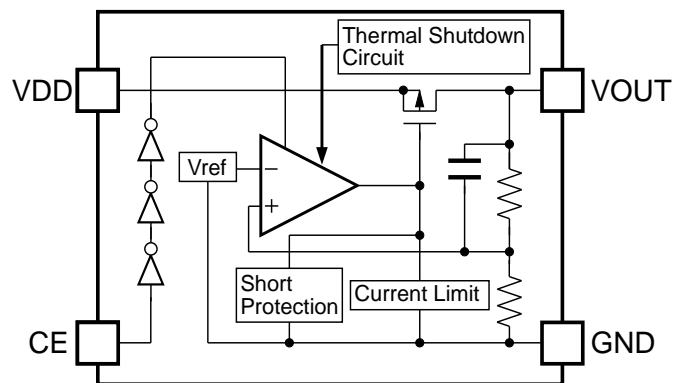 Thermal Shutdown
Circuit
VDD
VOUT
Vref
−
+
Short
Protection
Current Limit
CE
GND